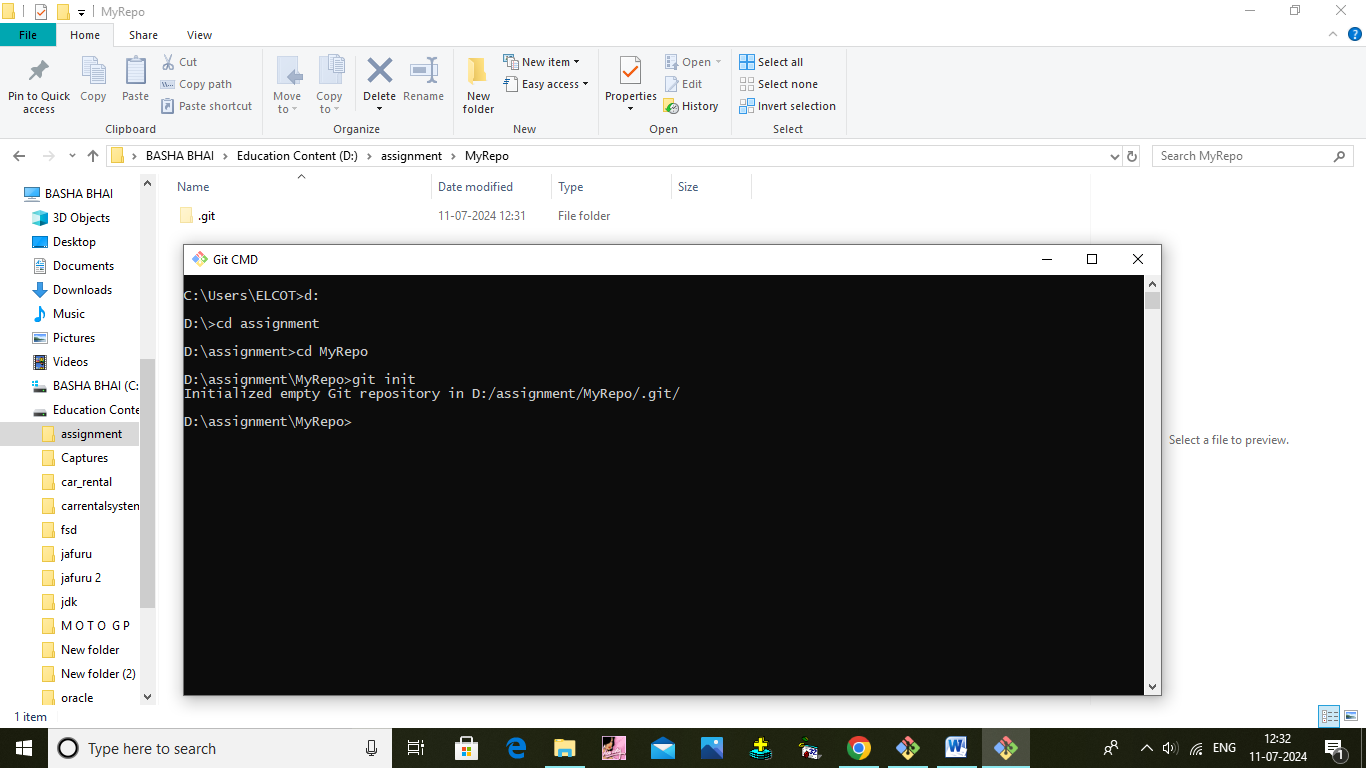 MyRepo
File Home Share View
Pin to Quick access
Copy
Paste
Cut
Copy path
Paste shortcut
Clipboard
Move to
Copy to
Delete
Rename
Organize
New folder
New item
Easy access
New
Properties
Open
Edit
History
Open
Select all
Select none
Invert selection
Select
BASHA BHAI > Education Content (D:) > assignment > MyRepo
Search MyRepo
BASHA BHAI
3D Objects
Desktop
Documents
Downloads
Music
Pictures
Videos
BASHA BHAI (C:
Education Conte
assignment
Captures
car_rental
carrentalsysten
fsd
jafuru
jafuru 2
jdk
M O T O G P
New folder
New folder (2)
oracle
Name Date modified Type Size
.git 11-07-2024 12:31 File folder
Git CMD
C:\Users\ELCOT>d:
D:\>cd assignment
D:\assignment>cd MyRepo
D:\assignment\MyRepo>git init
Initialized empty Git repository in D:/assignment/MyRepo/.git/
D:\assignment\MyRepo>
Select a file to preview.
1 item
Type here to search
ENG
12:32
11-07-2024
1